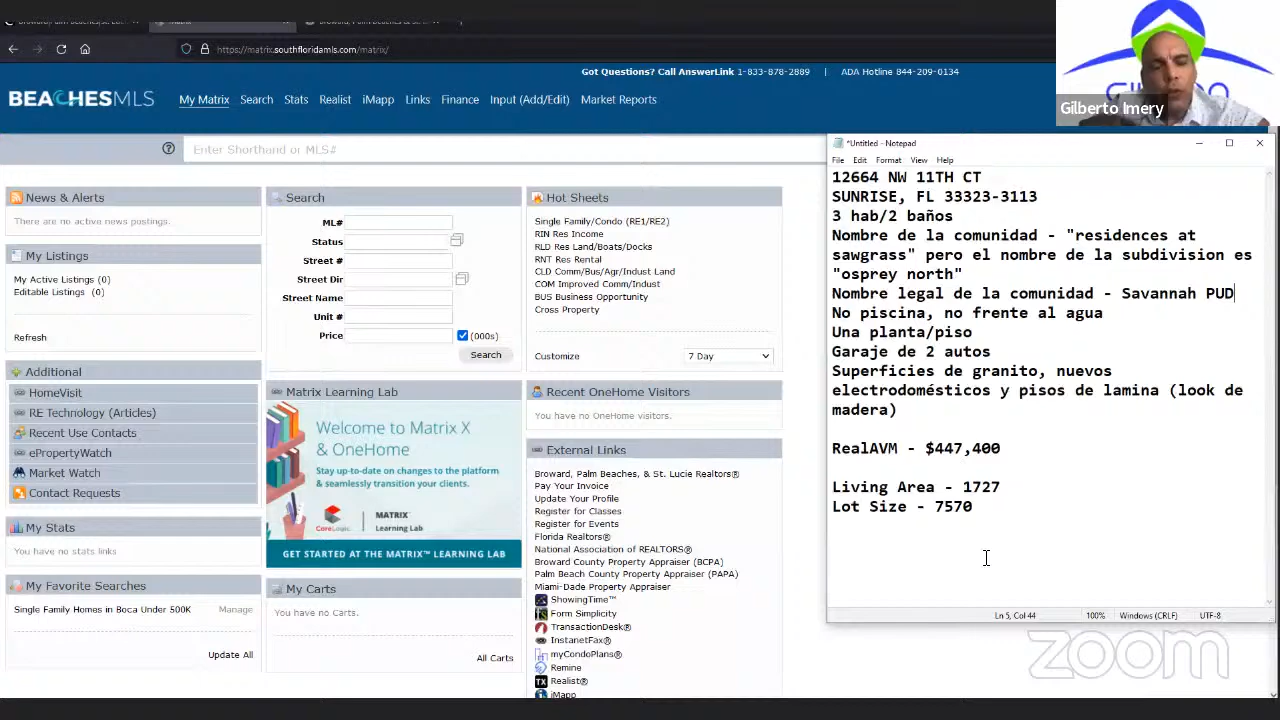 https://matrix.southfloridamls.com/matrix/
Got Questions? Call AnswerLink 1-833-878-2889 | ADA Hotline 844-209-0134
BEACHESMLS
My Matrix Search Stats Realist iMapp Links Finance Input (Add/Edit) Market Reports
Gilberto Imery
Enter Shorthand or ML#
News & Alerts
There are no active news postings.
My Listings
My Active Listings (0)
Editable Listings (0)
Refresh
Additional
HomeVisit
RE Technology (Articles)
Recent Use Contacts
ePropertyWatch
Market Watch
Contact Requests
My Stats
You have no stats links
My Favorite Searches
Single Family Homes in Boca Under 500K Manage
Update All
Search
ML#
Status
Street #
Street Dir
Street Name
Unit #
Price (000s)
Search
Matrix Learning Lab
Welcome to Matrix X
& OneHome
Stay up-to-date on changes to the platform
& seamlessly transition your clients.
CoreLogic
MATRIX™
Learning Lab
GET STARTED AT THE MATRIX™ LEARNING LAB
My Carts
You have no Carts.
All Carts
Hot Sheets
Single Family/Condo (RE1/RE2)
RIN Res Income
RLD Res Land/Boats/Docks
RNT Res Rental
CLD Comm/Bus/Agr/Indust Land
COM Improved Comm/Indust
BUS Business Opportunity
Cross Property
Customize 7 Day
Recent OneHome Visitors
You have no OneHome visitors.
External Links
Broward, Palm Beaches, & St. Lucie Realtors®
Pay Your Invoice
Update Your Profile
Register for Classes
Register for Events
Florida Realtors®
National Association of REALTORS®
Broward County Property Appraiser (BCPA)
Palm Beach County Property Appraiser (PAPA)
Miami-Dade Property Appraiser
ShowingTime™
Form Simplicity
TransactionDesk®
InstanetFax®
myCondoPlans®
Remine
Realist®
iMapp
*Untitled - Notepad
File Edit Format View Help
12664 NW 11TH CT
SUNRISE, FL 33323-3113
3 hab/2 baños
Nombre de la comunidad - "residences at
sawgrass" pero el nombre de la subdivision es
"osprey north"
Nombre legal de la comunidad - Savannah PUD
No piscina, no frente al agua
Una planta/piso
Garaje de 2 autos
Superficies de granito, nuevos
electrodomésticos y pisos de lamina (look de
madera)
RealAVM - $447,400
Living Area - 1727
Lot Size - 7570
Ln 5, Col 44 100% Windows (CRLF) UTF-8
zoom